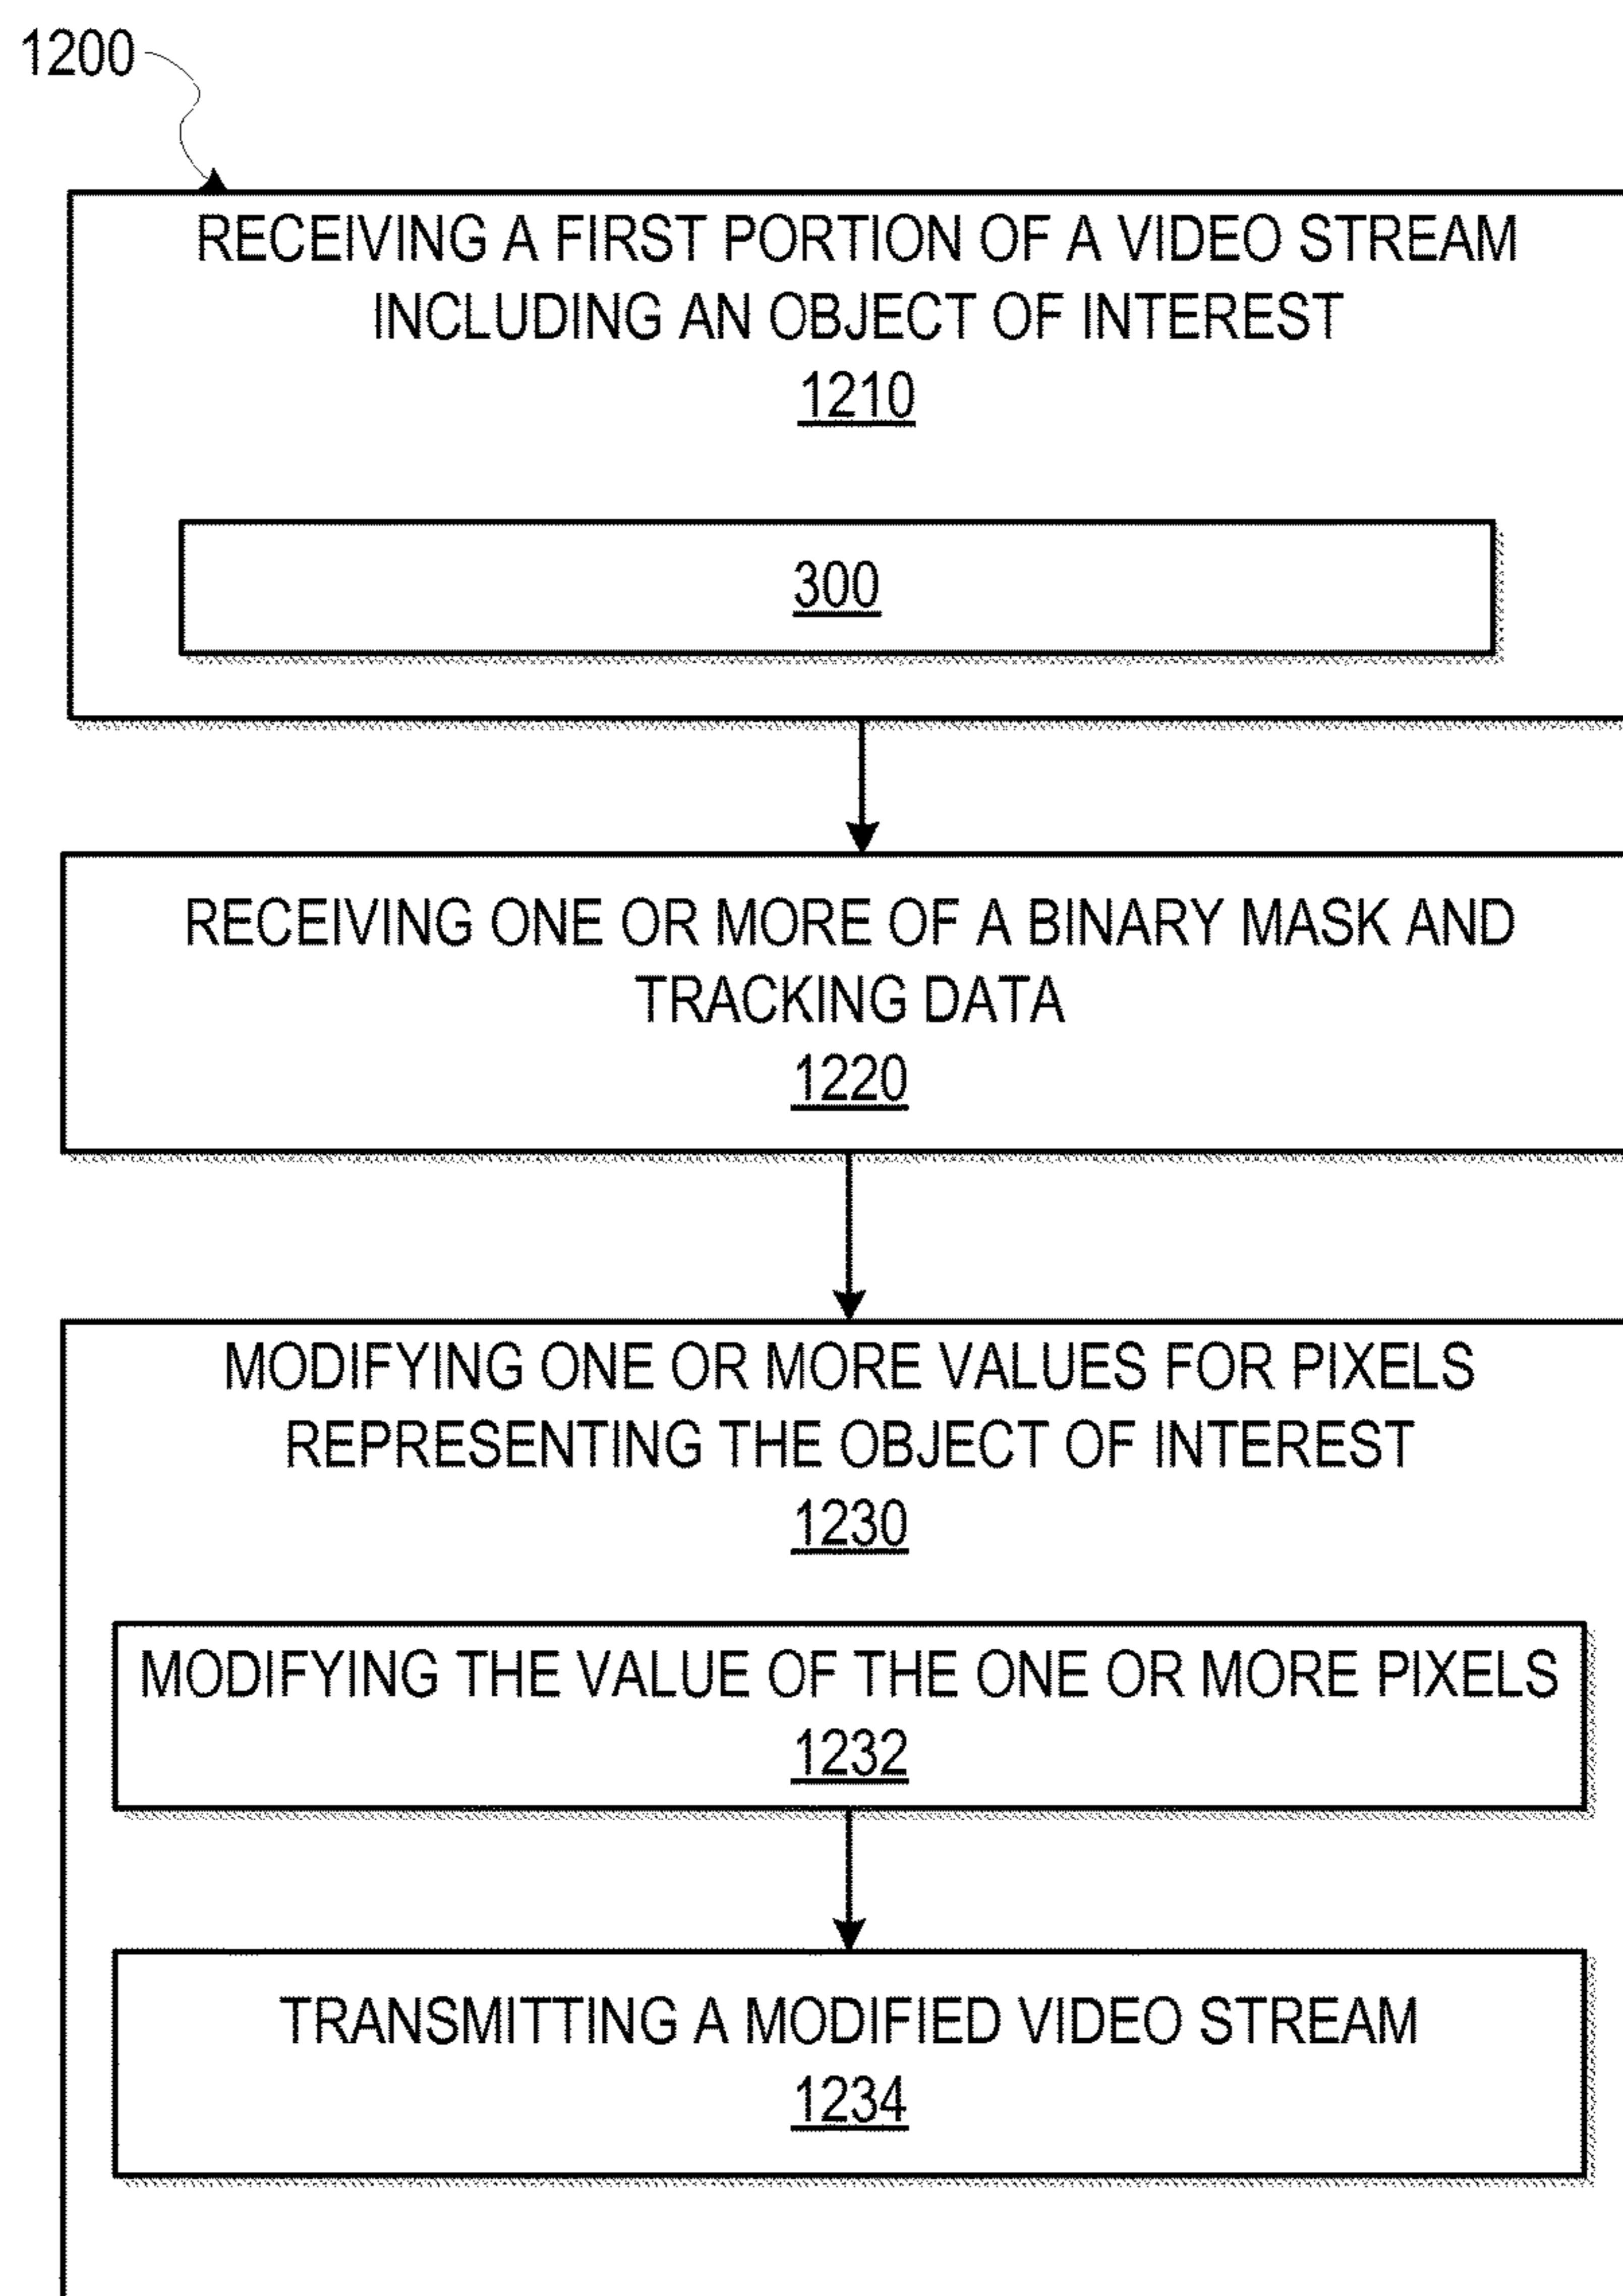 1200
RECEIVING A FIRST PORTION OF A VIDEO STREAM
INCLUDING AN OBJECT OF INTEREST
1210
300
RECEIVING ONE OR MORE OF A BINARY MASK AND
TRACKING DATA
1220
MODIFYING ONE OR MORE VALUES FOR PIXELS
REPRESENTING THE OBJECT OF INTEREST
1230
MODIFYING THE VALUE OF THE ONE OR MORE PIXELS
1232
TRANSMITTING A MODIFIED VIDEO STREAM
1234